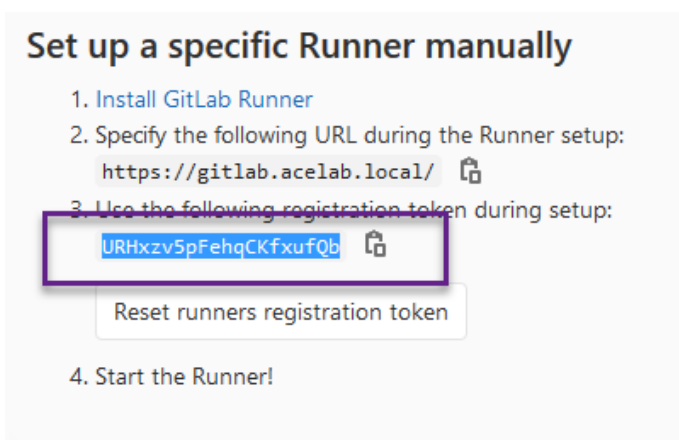 Set up a specific Runner manually
1. Install GitLab Runner
2. Specify the following URL during the Runner setup:
https://gitlab.acelab.local/
3. Use the following registration token during setup:
URHxzv5pFehqCKfxufQb
Reset runners registration token
4. Start the Runner!